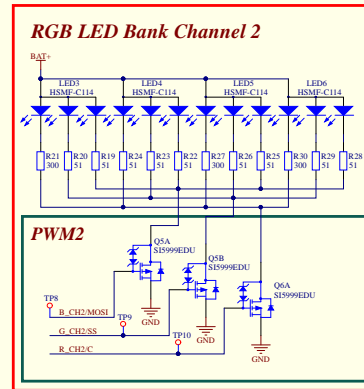 RGB LED Bank Channel 2
BAT+
LED3 LED4 LED5 LED6
HSMF-C114 HSMF-C114 HSMF-C114 HSMF-C114
R21 R20 R19 R24 R23 R22 R27 R26 R25 R30 R29 R28
300 51 51 51 51 51 300 51 51 300 51 51
PWM2
Q5A
SI5999EDU
Q5B
SI5999EDU
Q6A
SI5999EDU
TP8
B_CH2/MOSI
TP9
G_CH2/SS
TP10
R_CH2/C
GND
GND
GND